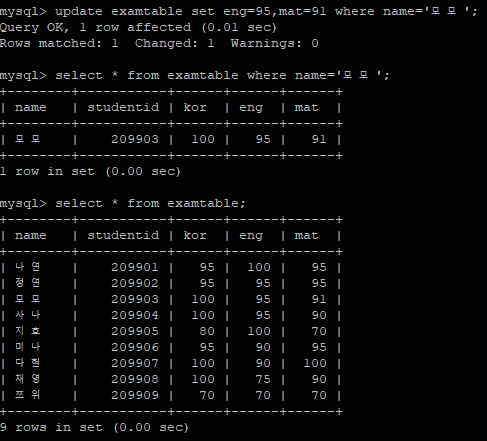 mysql> update examtable set eng=95,mat=91 where name='모모';
Query OK, 1 row affected (0.01 sec)
Rows matched: 1  Changed: 1  Warnings: 0
mysql> select * from examtable where name='모모';
+--------+-----------+------+------+------+
| name   | studentid | kor  | eng  | mat  |
+--------+-----------+------+------+------+
| 모모   |    209903 |  100 |   95 |   91 |
+--------+-----------+------+------+------+
1 row in set (0.00 sec)
mysql> select * from examtable;
+--------+-----------+------+------+------+
| name   | studentid | kor  | eng  | mat  |
+--------+-----------+------+------+------+
| 나연   |    209901 |   95 |  100 |   95 |
| 정연   |    209902 |   95 |   95 |   95 |
| 모모   |    209903 |  100 |   95 |   91 |
| 사나   |    209904 |  100 |   95 |   90 |
| 지효   |    209905 |   80 |  100 |   70 |
| 미나   |    209906 |   95 |   90 |   95 |
| 다현   |    209907 |  100 |   90 |  100 |
| 채영   |    209908 |  100 |   75 |   90 |
| 쯔위   |    209909 |   70 |   70 |   70 |
+--------+-----------+------+------+------+
9 rows in set (0.00 sec)